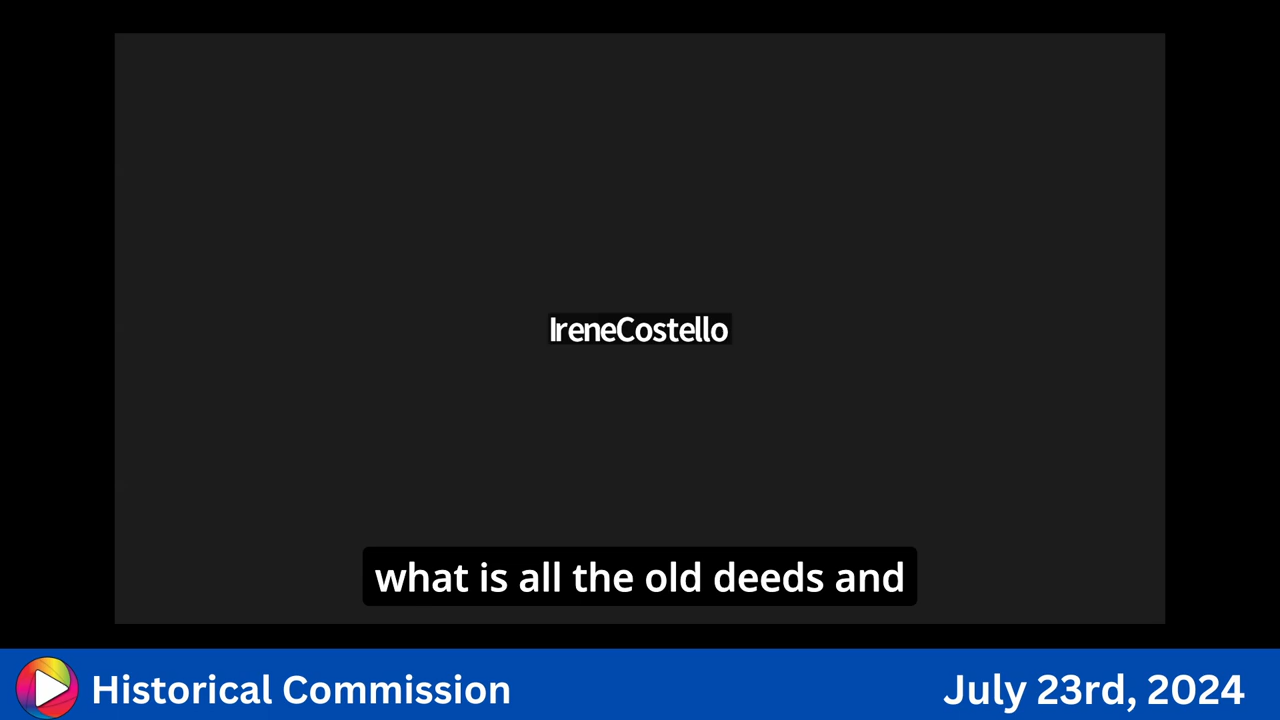 IreneCostello
what is all the old deeds and
Historical Commission
July 23rd, 2024